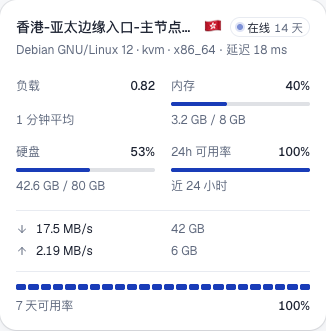 香港-亚太边缘入口-主节点... 在线 14 天
Debian GNU/Linux 12 · kvm · x86_64 · 延迟 18 ms
负载 0.82 内存 40%
1 分钟平均 3.2 GB / 8 GB
硬盘 53% 24h 可用率 100%
42.6 GB / 80 GB 近 24 小时
↓ 17.5 MB/s 42 GB
↑ 2.19 MB/s 6 GB
7 天可用率 100%